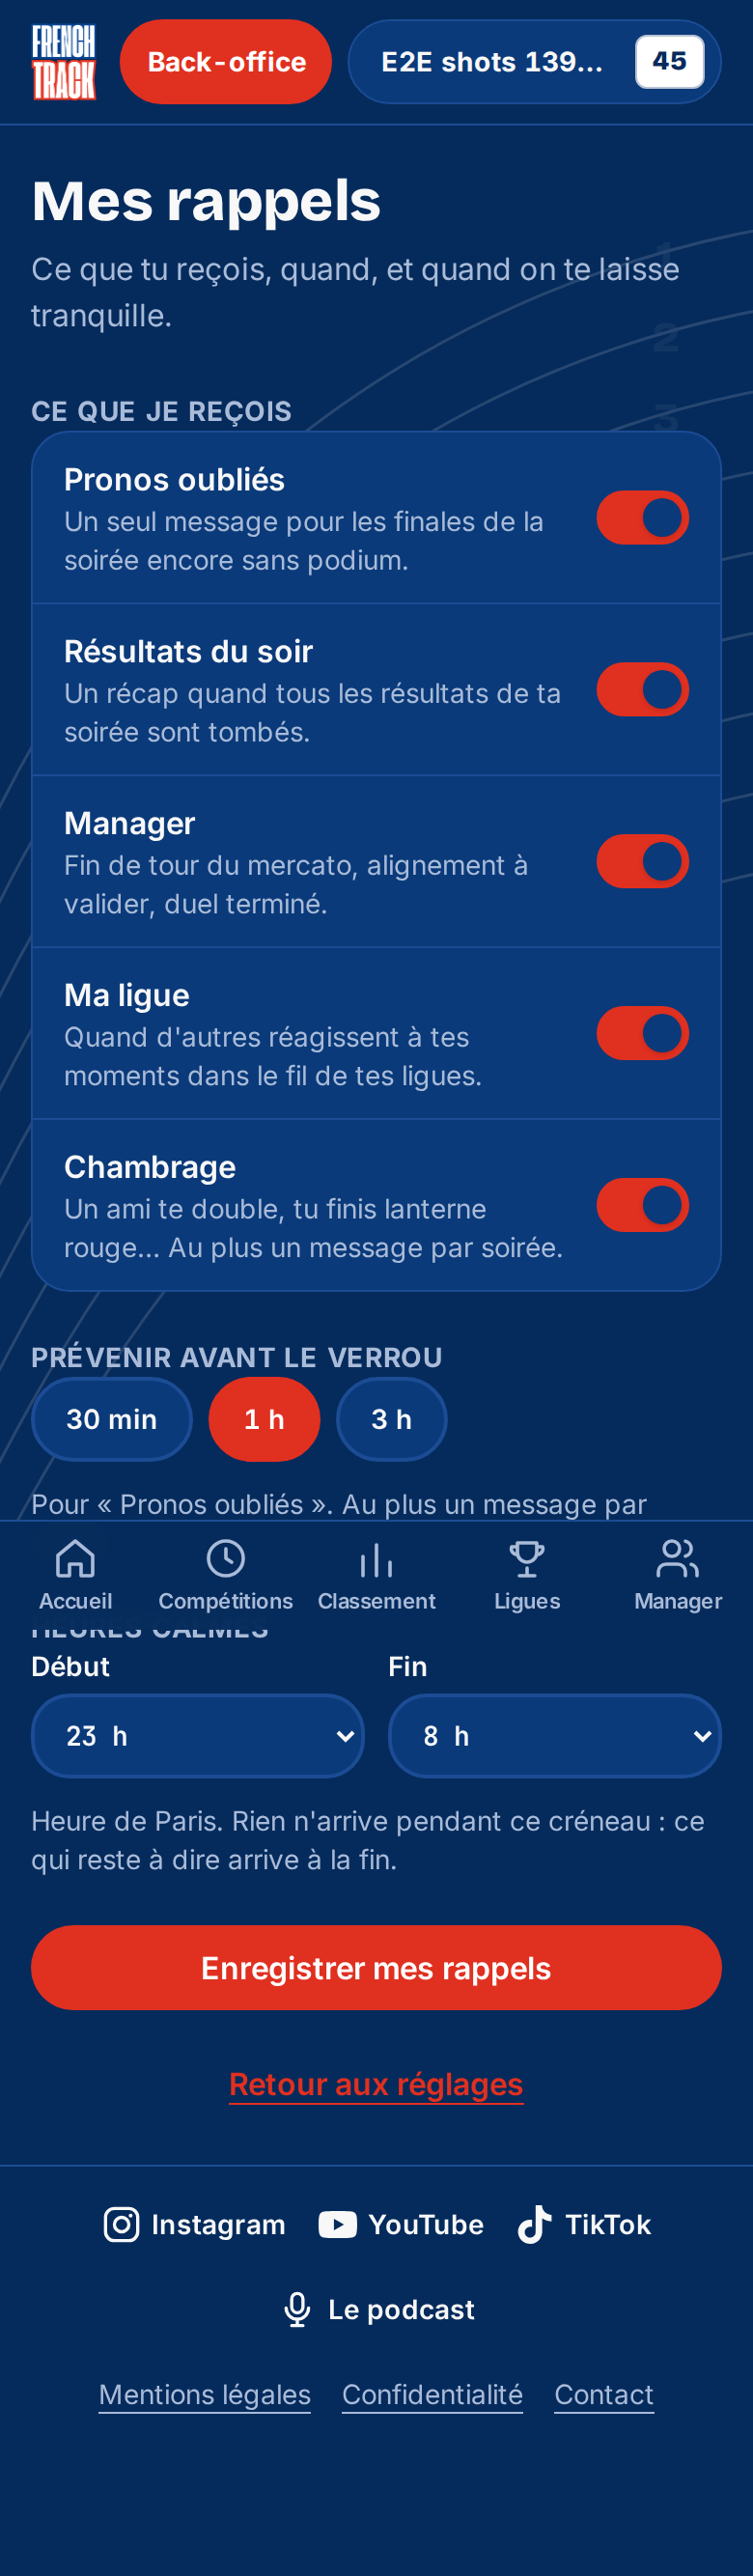 FRENCH
TRACK
Back-office
E2E shots 139...
45
Mes rappels
Ce que tu reçois, quand, et quand on te laisse
tranquille.
1
2
3
CE QUE JE REÇOIS
Pronos oubliés
Un seul message pour les finales de la
soirée encore sans podium.
Résultats du soir
Un récap quand tous les résultats de ta
soirée sont tombés.
Manager
Fin de tour du mercato, alignement à
valider, duel terminé.
Ma ligue
Quand d'autres réagissent à tes
moments dans le fil de tes ligues.
Chambrage
Un ami te double, tu finis lanterne
rouge... Au plus un message par soirée.
PRÉVENIR AVANT LE VERROU
30 min
1 h
3 h
Pour « Pronos oubliés ». Au plus un message par
Accueil
Compétitions
Classement
Ligues
Manager
HEURES CALMES
Début
Fin
23 h
8 h
Heure de Paris. Rien n'arrive pendant ce créneau : ce
qui reste à dire arrive à la fin.
Enregistrer mes rappels
Retour aux réglages
Instagram
YouTube
TikTok
Le podcast
Mentions légales
Confidentialité
Contact